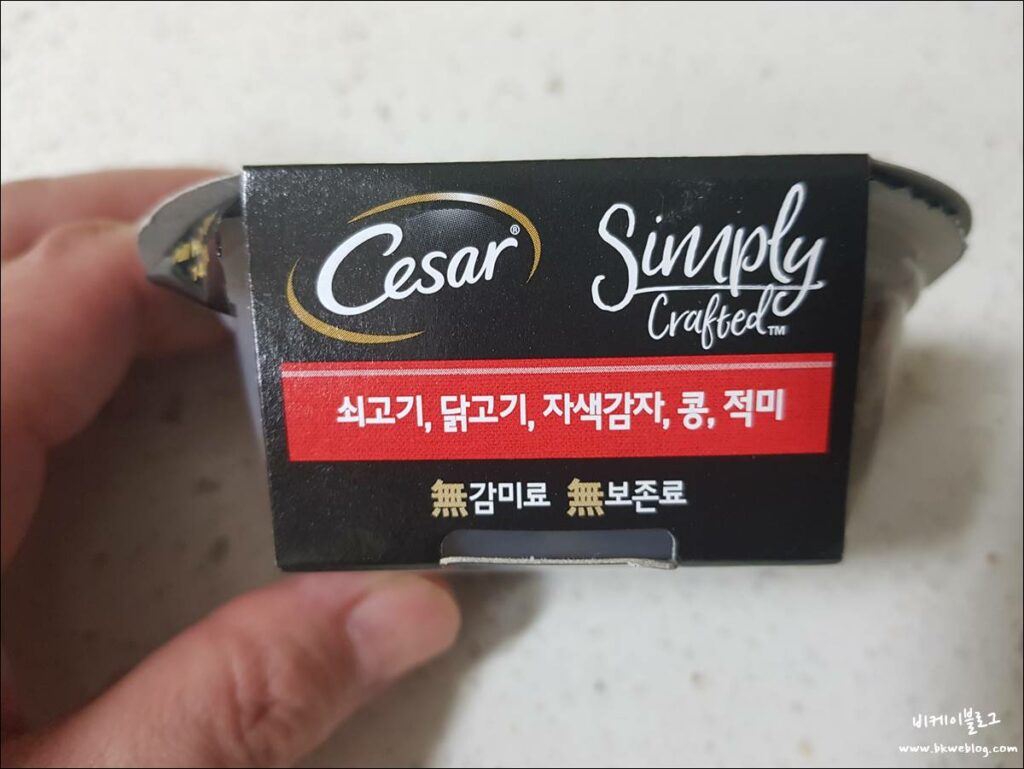 Cesar®
Simply
Crafted™
쇠고기, 닭고기, 자색감자, 콩, 적미
無감미료 無보존료
비케이블로그
www.bkweblog.com